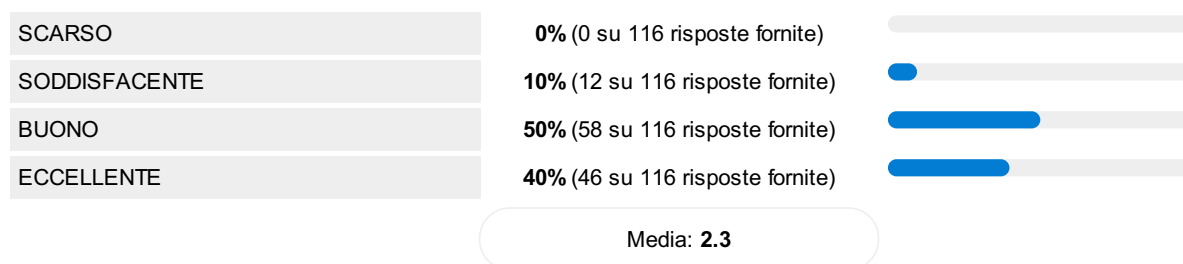 SCARSO 0% (0 su 116 risposte fornite)
SODDISFACENTE 10% (12 su 116 risposte fornite)
BUONO 50% (58 su 116 risposte fornite)
ECCELLENTE 40% (46 su 116 risposte fornite)
Media: 2.3